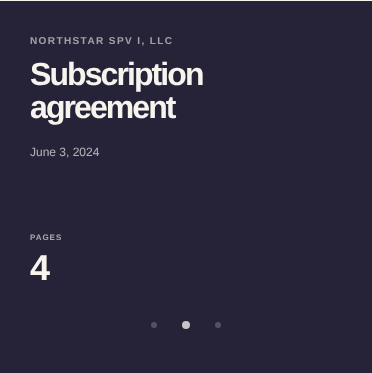 NORTHSTAR SPV I, LLC
Subscription
agreement
June 3, 2024
PAGES
4